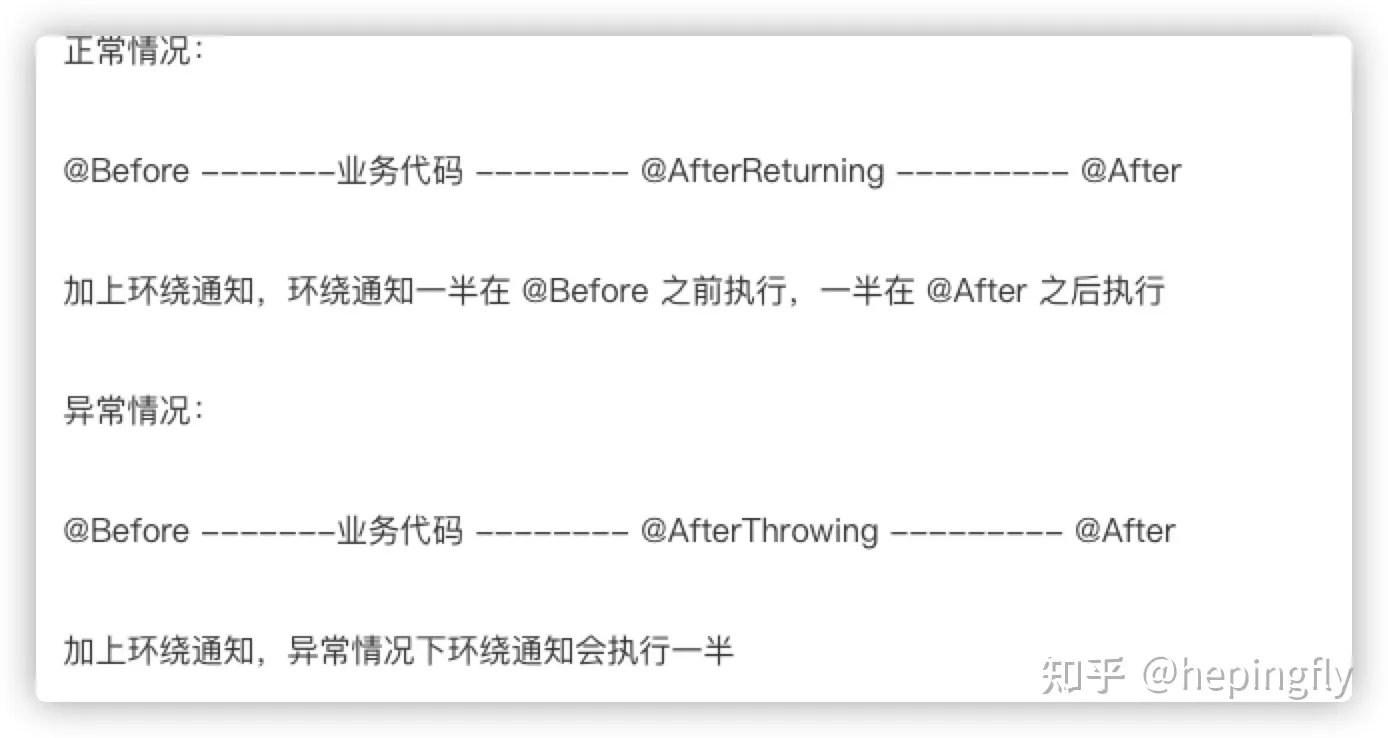 正常情况：
@Before -------业务代码 -------- @AfterReturning --------- @After
加上环绕通知，环绕通知一半在 @Before 之前执行，一半在 @After 之后执行
异常情况：
@Before -------业务代码 -------- @AfterThrowing --------- @After
加上环绕通知，异常情况下环绕通知会执行一半
知乎 @hepingfly